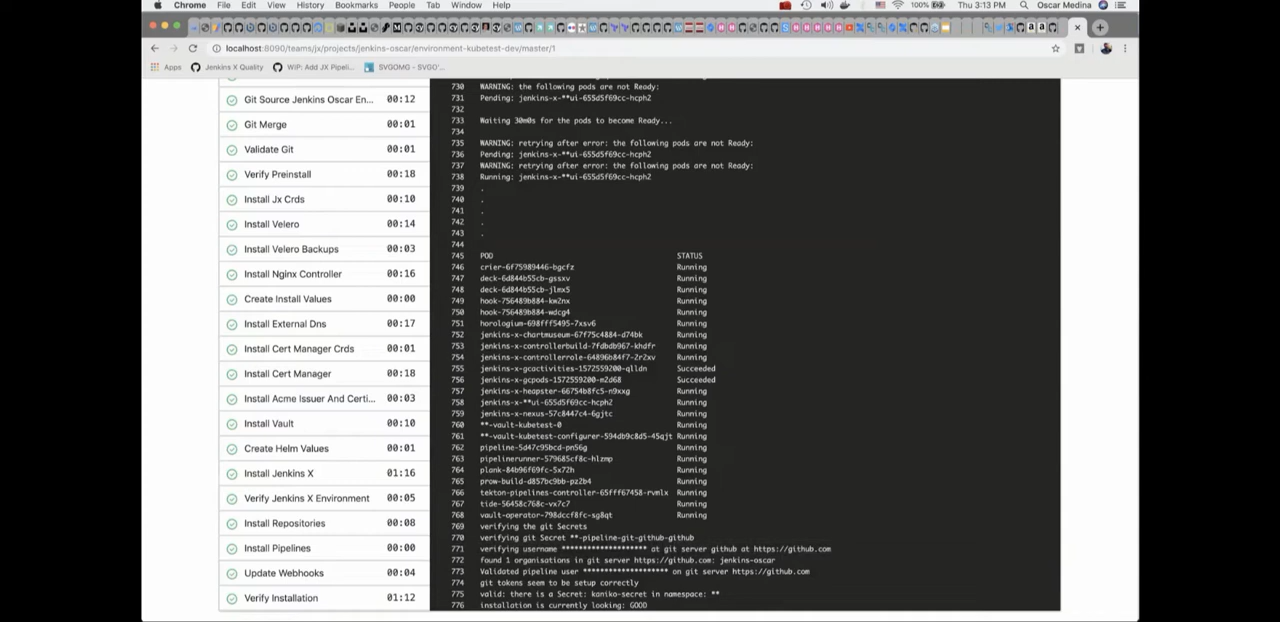 Chrome File Edit View History Bookmarks People Tab Window Help 100% Thu 3:13 PM Oscar Medina
localhost:8090/teams/jx/projects/jenkins-oscar/environment-kubetest-dev/master/1
Apps Jenkins X Quality WiP: Add JX Pipeli... SVGOMG - SVGO'...
Git Source Jenkins Oscar En... 00:12
Git Merge 00:01
Validate Git 00:01
Verify Preinstall 00:18
Install Jx Crds 00:10
Install Velero 00:14
Install Velero Backups 00:03
Install Nginx Controller 00:16
Create Install Values 00:00
Install External Dns 00:17
Install Cert Manager Crds 00:01
Install Cert Manager 00:18
Install Acme Issuer And Certi... 00:03
Install Vault 00:10
Create Helm Values 00:01
Install Jenkins X 01:16
Verify Jenkins X Environment 00:05
Install Repositories 00:08
Install Pipelines 00:00
Update Webhooks 00:04
Verify Installation 01:12
730 WARNING: the following pods are not Ready:
731 Pending: jenkins-x-**ui-655d5f69cc-hcph2
732
733 Waiting 30m0s for the pods to become Ready...
734
735 WARNING: retrying after error: the following pods are not Ready:
736 Pending: jenkins-x-**ui-655d5f69cc-hcph2
737 WARNING: retrying after error: the following pods are not Ready:
738 Running: jenkins-x-**ui-655d5f69cc-hcph2
739 .
740 .
741 .
742 .
743 .
744
745 POD STATUS
746 crier-6f75989446-bgcfz Running
747 deck-6d844b55cb-gssxv Running
748 deck-6d844b55cb-jlmx5 Running
749 hook-756489b884-kw2nx Running
750 hook-756489b884-wdcg4 Running
751 horologium-698fff5495-7xsv6 Running
752 jenkins-x-chartmuseum-67f75c4884-d74bk Running
753 jenkins-x-controllerbuild-7fdbdb967-khdfr Running
754 jenkins-x-controllerrole-64896b84f7-2r2xv Running
755 jenkins-x-gcactivities-1572559200-qlldn Succeeded
756 jenkins-x-gcpods-1572559200-m2d68 Succeeded
757 jenkins-x-heapster-66754b8fc5-n9xxg Running
758 jenkins-x-**ui-655d5f69cc-hcph2 Running
759 jenkins-x-nexus-57c8447c4-6gjtc Running
760 **-vault-kubetest-0 Running
761 **-vault-kubetest-configurer-594db9c8d5-45qjt Running
762 pipeline-5d47c95bcd-pn56g Running
763 pipelinerunner-579685cf8c-hlzmp Running
764 plank-84b96f69fc-5x72h Running
765 prow-build-d857bc9bb-pz2b4 Running
766 tekton-pipelines-controller-65fff67458-rvmlx Running
767 tide-56458c768c-vx7c7 Running
768 vault-operator-798dccf8fc-sg8qt Running
769 verifying the git Secrets
770 verifying git Secret **-pipeline-git-github-github
771 verifying username ******************** at git server github at https://github.com
772 found 1 organisations in git server https://github.com: jenkins-oscar
773 Validated pipeline user ******************** on git server https://github.com
774 git tokens seem to be setup correctly
775 valid: there is a Secret: kaniko-secret in namespace: **
776 installation is currently looking: GOOD